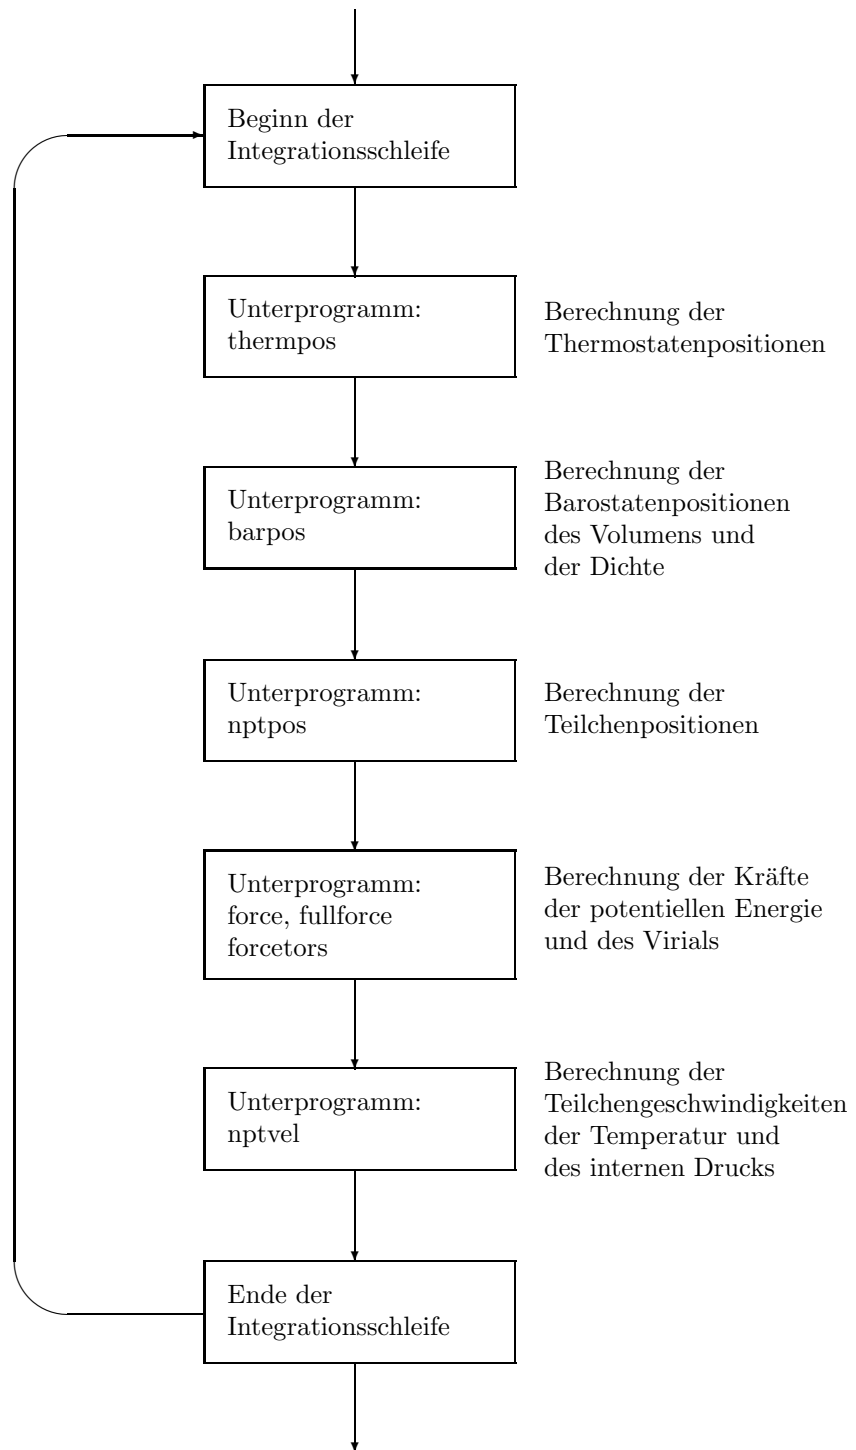 Beginn der
Integrationsschleife
Unterprogramm:
thermpos
Berechnung der
Thermostatenpositionen
Unterprogramm:
barpos
Berechnung der
Barostatenpositionen
des Volumens und
der Dichte
Unterprogramm:
nptpos
Berechnung der
Teilchenpositionen
Unterprogramm:
force, fullforce
forcetors
Berechnung der Kräfte
der potentiellen Energie
und des Virials
Unterprogramm:
nptvel
Berechnung der
Teilchengeschwindigkeiten
der Temperatur und
des internen Drucks
Ende der
Integrationsschleife